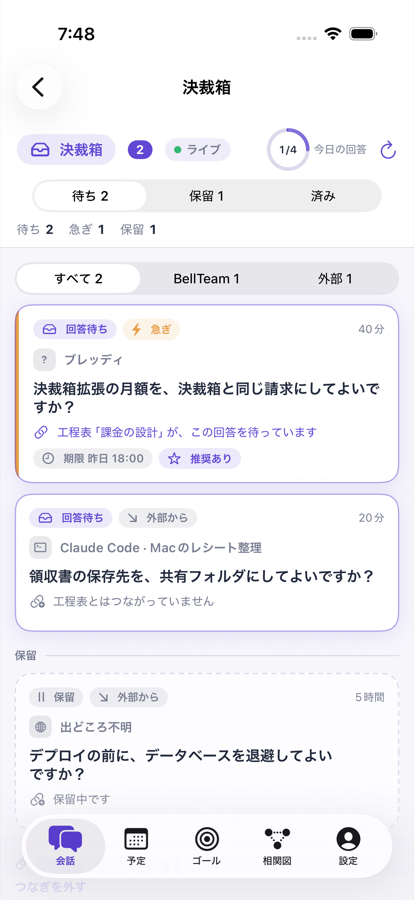 7:48
決裁箱
決裁箱 2 ライブ 1/4 今日の回答
待ち 2 保留 1 済み
待ち 2 急ぎ 1 保留 1
すべて 2 BellTeam 1 外部 1
回答待ち 急ぎ 40分
? ブレッディ
決裁箱拡張の月額を、決裁箱と同じ請求にしてよいで
すか？
工程表「課金の設計」が、この回答を待っています
期限 昨日 18:00 推奨あり
回答待ち 外部から 20分
Claude Code · Macのレシート整理
領収書の保存先を、共有フォルダにしてよいですか？
工程表とはつながっていません
保留
保留 外部から 5時間
出どころ不明
デプロイの前に、データベースを退避してよい
ですか？
保留中です
会話 予定 ゴール 相関図 設定
つなぎを外す